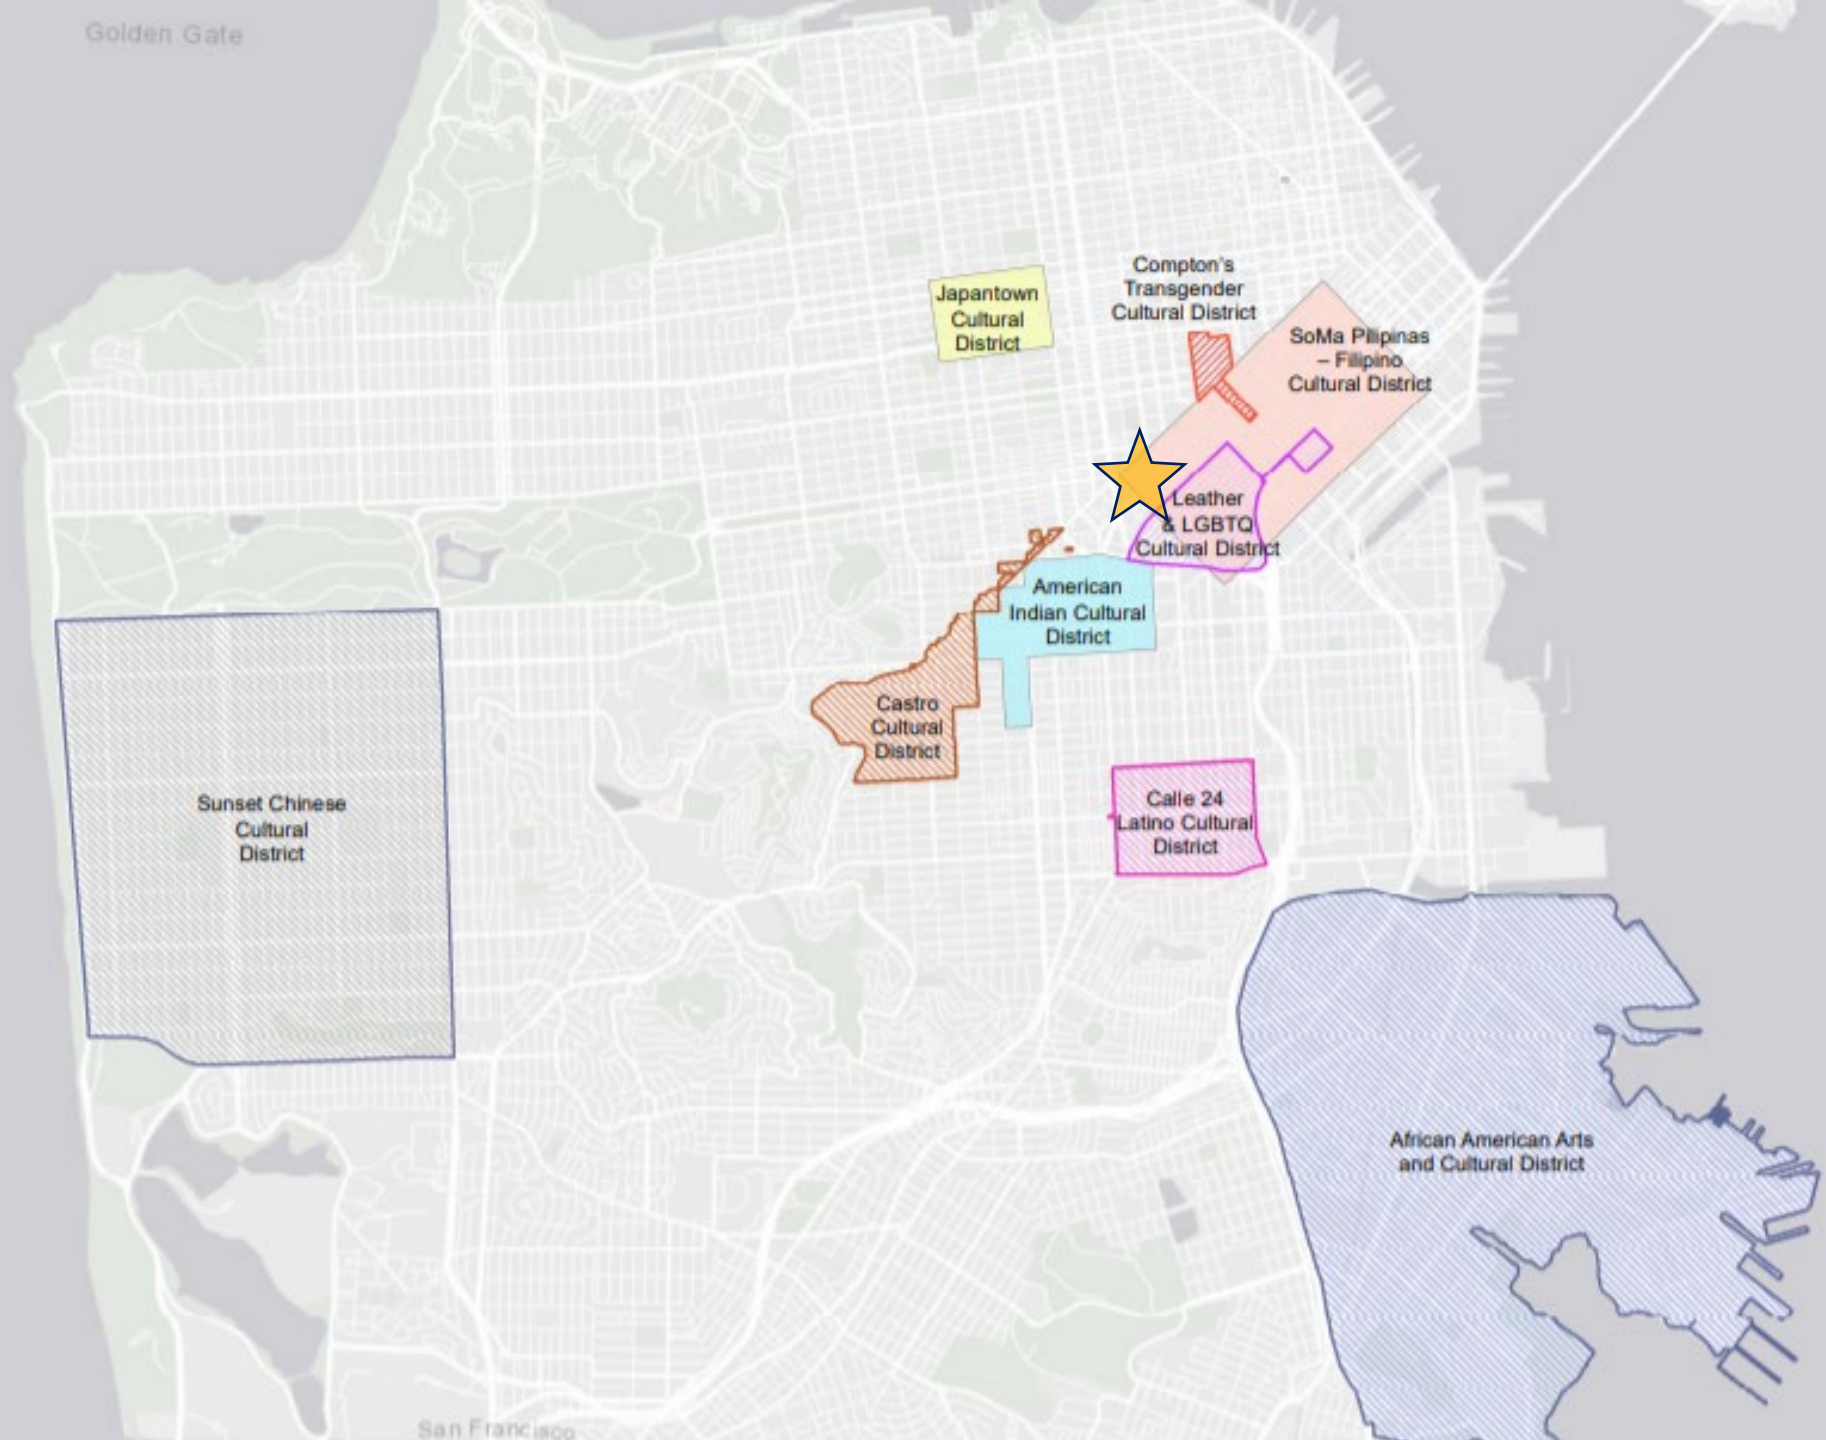 Golden Gate
Compton's
Transgender
Cultural District
Japantown
Cultural
District
SoMa Pilipinas
– Filipino
Cultural District
Leather
& LGBTQ
Cultural District
American
Indian Cultural
District
Castro
Cultural
District
Sunset Chinese
Cultural
District
Calle 24
Latino Cultural
District
African American Arts
and Cultural District
San Francisco